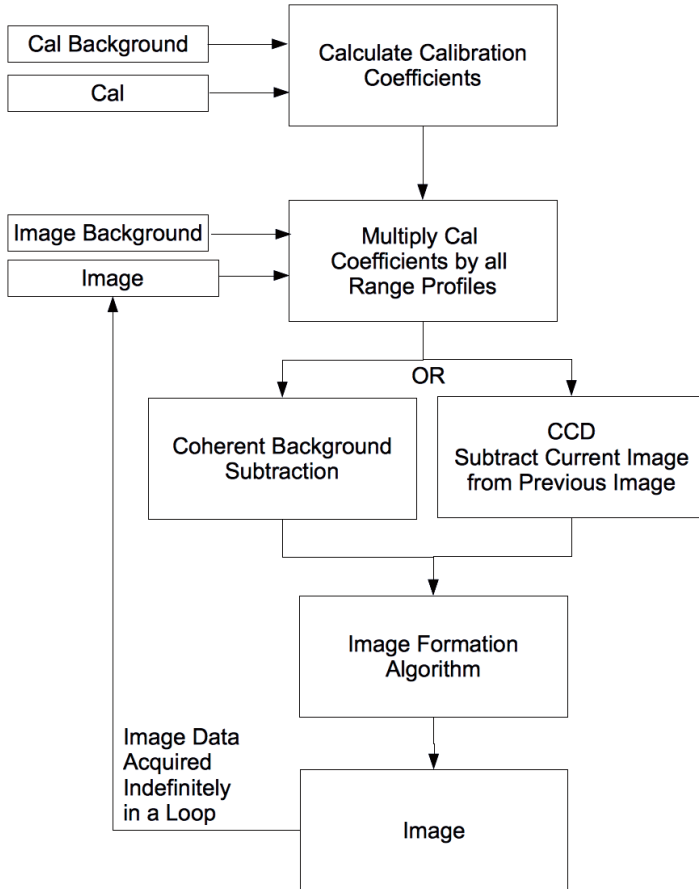 Cal Background
Cal
Calculate Calibration
Coefficients
Image Background
Image
Multiply Cal
Coefficients by all
Range Profiles
OR
Coherent Background
Subtraction
CCD
Subtract Current Image
from Previous Image
Image Formation
Algorithm
Image Data
Acquired
Indefinitely
in a Loop
Image